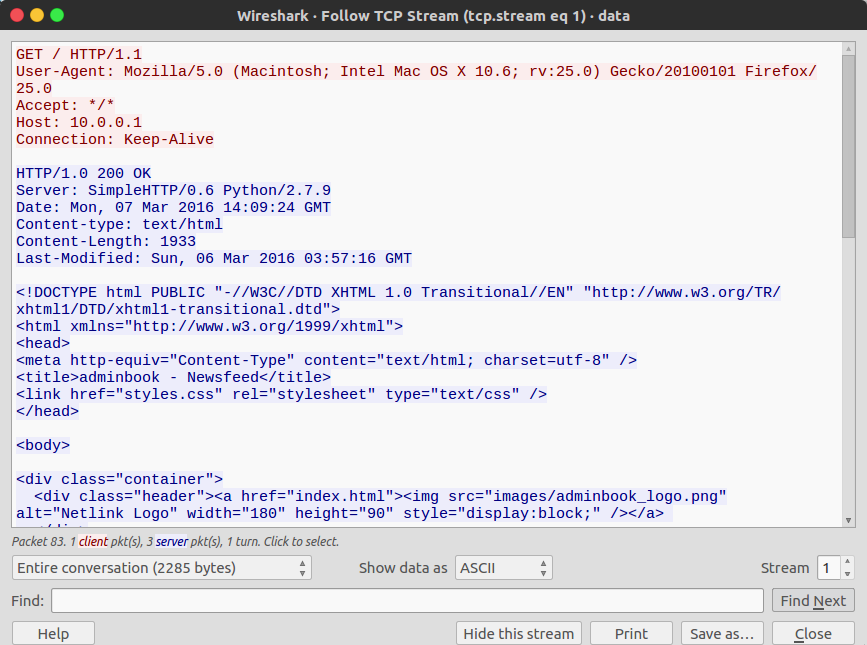 Wireshark · Follow TCP Stream (tcp.stream eq 1) · data
GET / HTTP/1.1
User-Agent: Mozilla/5.0 (Macintosh; Intel Mac OS X 10.6; rv:25.0) Gecko/20100101 Firefox/
25.0
Accept: */*
Host: 10.0.0.1
Connection: Keep-Alive
HTTP/1.0 200 OK
Server: SimpleHTTP/0.6 Python/2.7.9
Date: Mon, 07 Mar 2016 14:09:24 GMT
Content-type: text/html
Content-Length: 1933
Last-Modified: Sun, 06 Mar 2016 03:57:16 GMT
<!DOCTYPE html PUBLIC "-//W3C//DTD XHTML 1.0 Transitional//EN" "http://www.w3.org/TR/
xhtml1/DTD/xhtml1-transitional.dtd">
<html xmlns="http://www.w3.org/1999/xhtml">
<head>
<meta http-equiv="Content-Type" content="text/html; charset=utf-8" />
<title>adminbook - Newsfeed</title>
<link href="styles.css" rel="stylesheet" type="text/css" />
</head>
<body>
<div class="container">
  <div class="header"><a href="index.html"><img src="images/adminbook_logo.png"
alt="Netlink Logo" width="180" height="90" style="display:block;" /></a>
Packet 83. 1 client pkt(s), 3 server pkt(s), 1 turn. Click to select.
Entire conversation (2285 bytes) Show data as ASCII Stream 1
Find: Find Next
Help Hide this stream Print Save as... Close